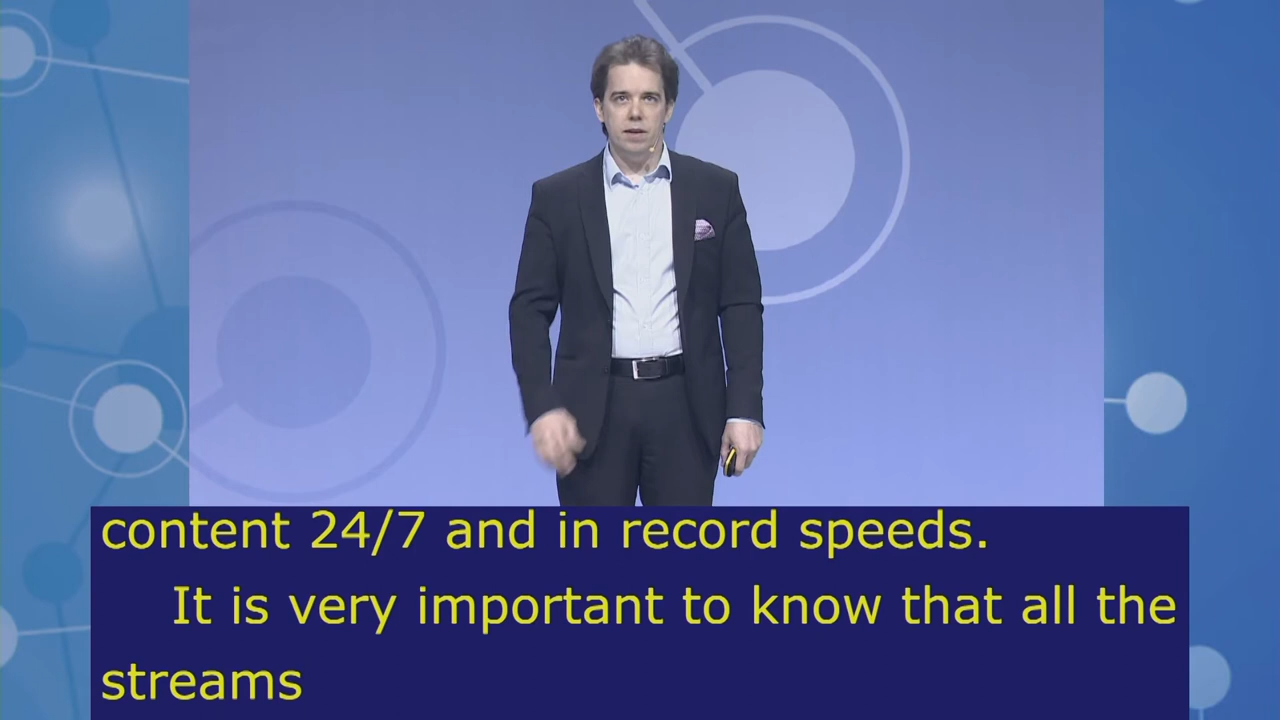 content 24/7 and in record speeds.
It is very important to know that all the
streams